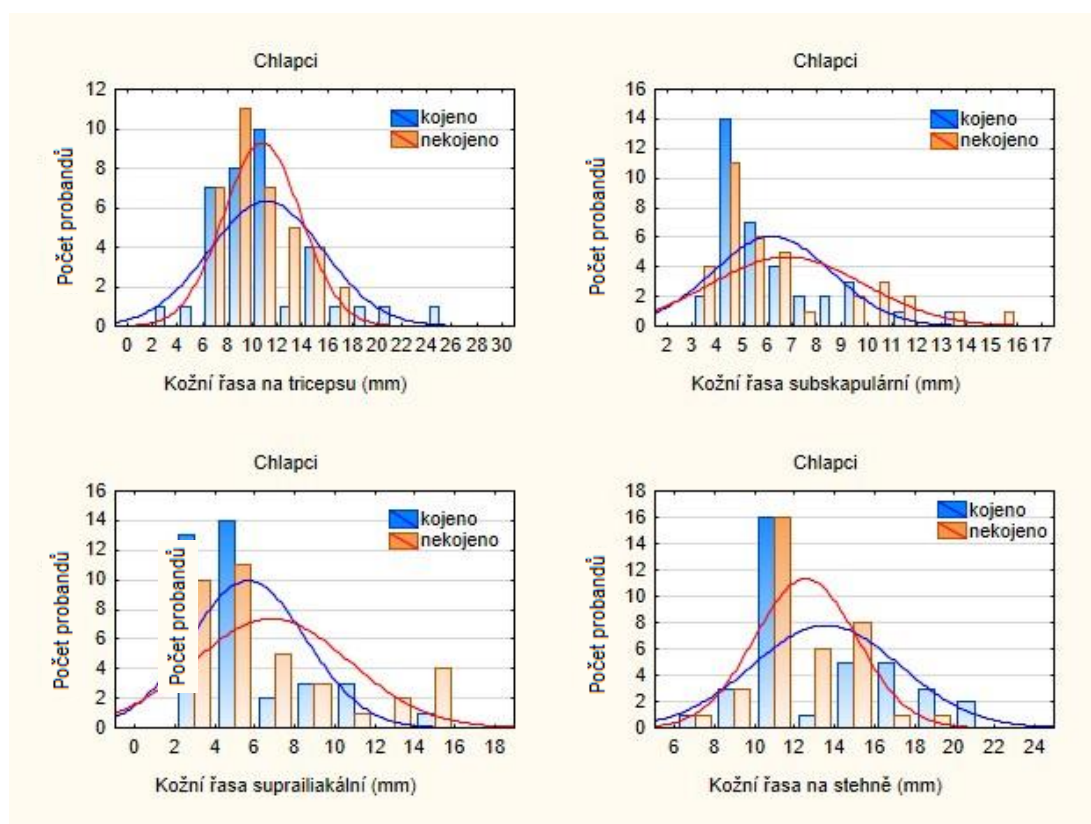 Chlapci
12
10
8
6
4
2
0
Počet probandů
kojeno
nekojeno
0 2 4 6 8 10 12 14 16 18 20 22 24 26 28 30
Kožní řasa na tricepsu (mm)
Chlapci
16
14
12
10
8
6
4
2
0
Počet probandů
kojeno
nekojeno
2 3 4 5 6 7 8 9 10 11 12 13 14 15 16 17
Kožní řasa subskapulární (mm)
Chlapci
16
14
12
10
8
6
4
2
0
Počet probandů
Počet probandů
kojeno
nekojeno
0 2 4 6 8 10 12 14 16 18
Kožní řasa suprailiakální (mm)
Chlapci
18
16
14
12
10
8
6
4
2
0
Počet probandů
kojeno
nekojeno
6 8 10 12 14 16 18 20 22 24
Kožní řasa na stehně (mm)